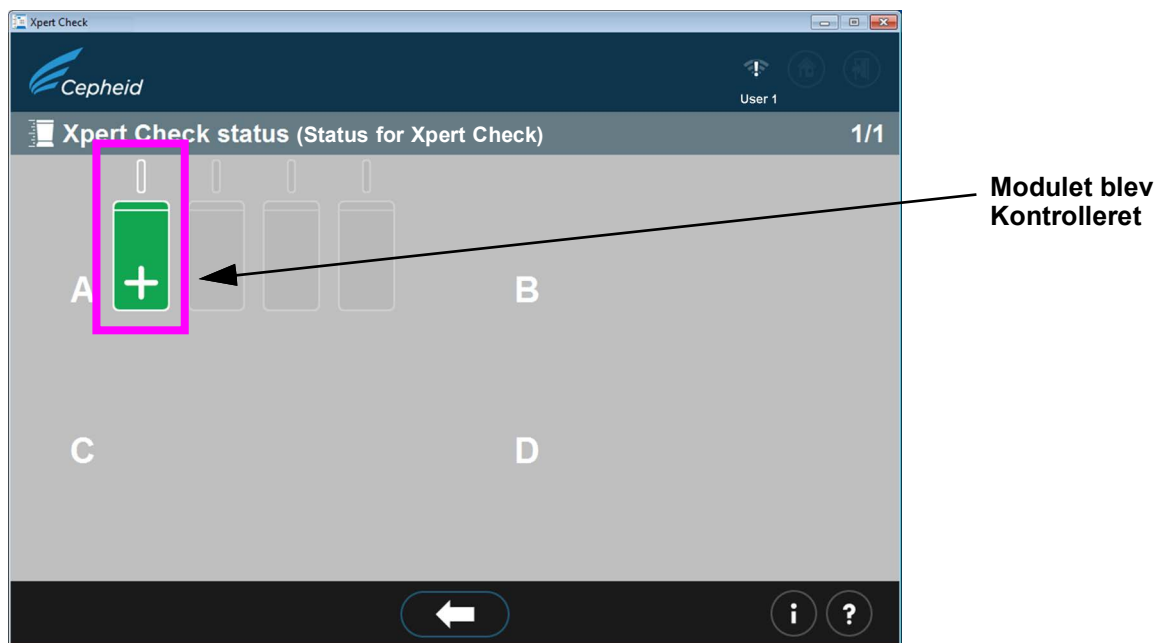 Xpert Check
Cepheid
User 1
Xpert Check status (Status for Xpert Check) 1/1
Modulet blev
Kontrolleret
A + B
C D
i ?